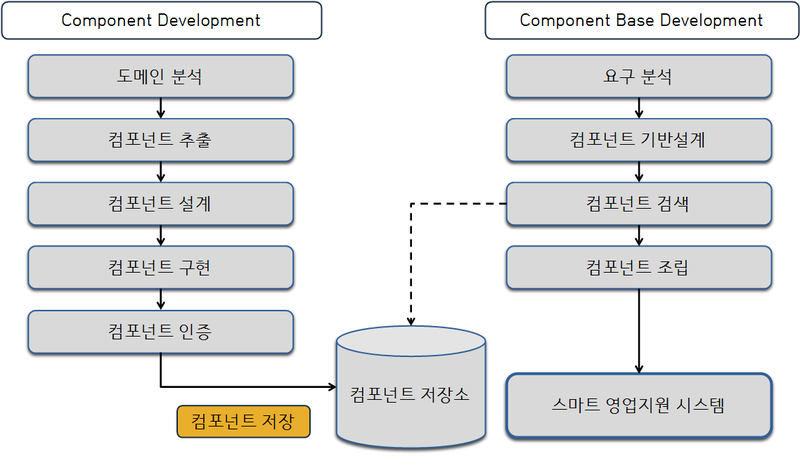 Component Development
도메인 분석
컴포넌트 추출
컴포넌트 설계
컴포넌트 구현
컴포넌트 인증
컴포넌트 저장
컴포넌트 저장소
Component Base Development
요구 분석
컴포넌트 기반설계
컴포넌트 검색
컴포넌트 조립
스마트 영업지원 시스템